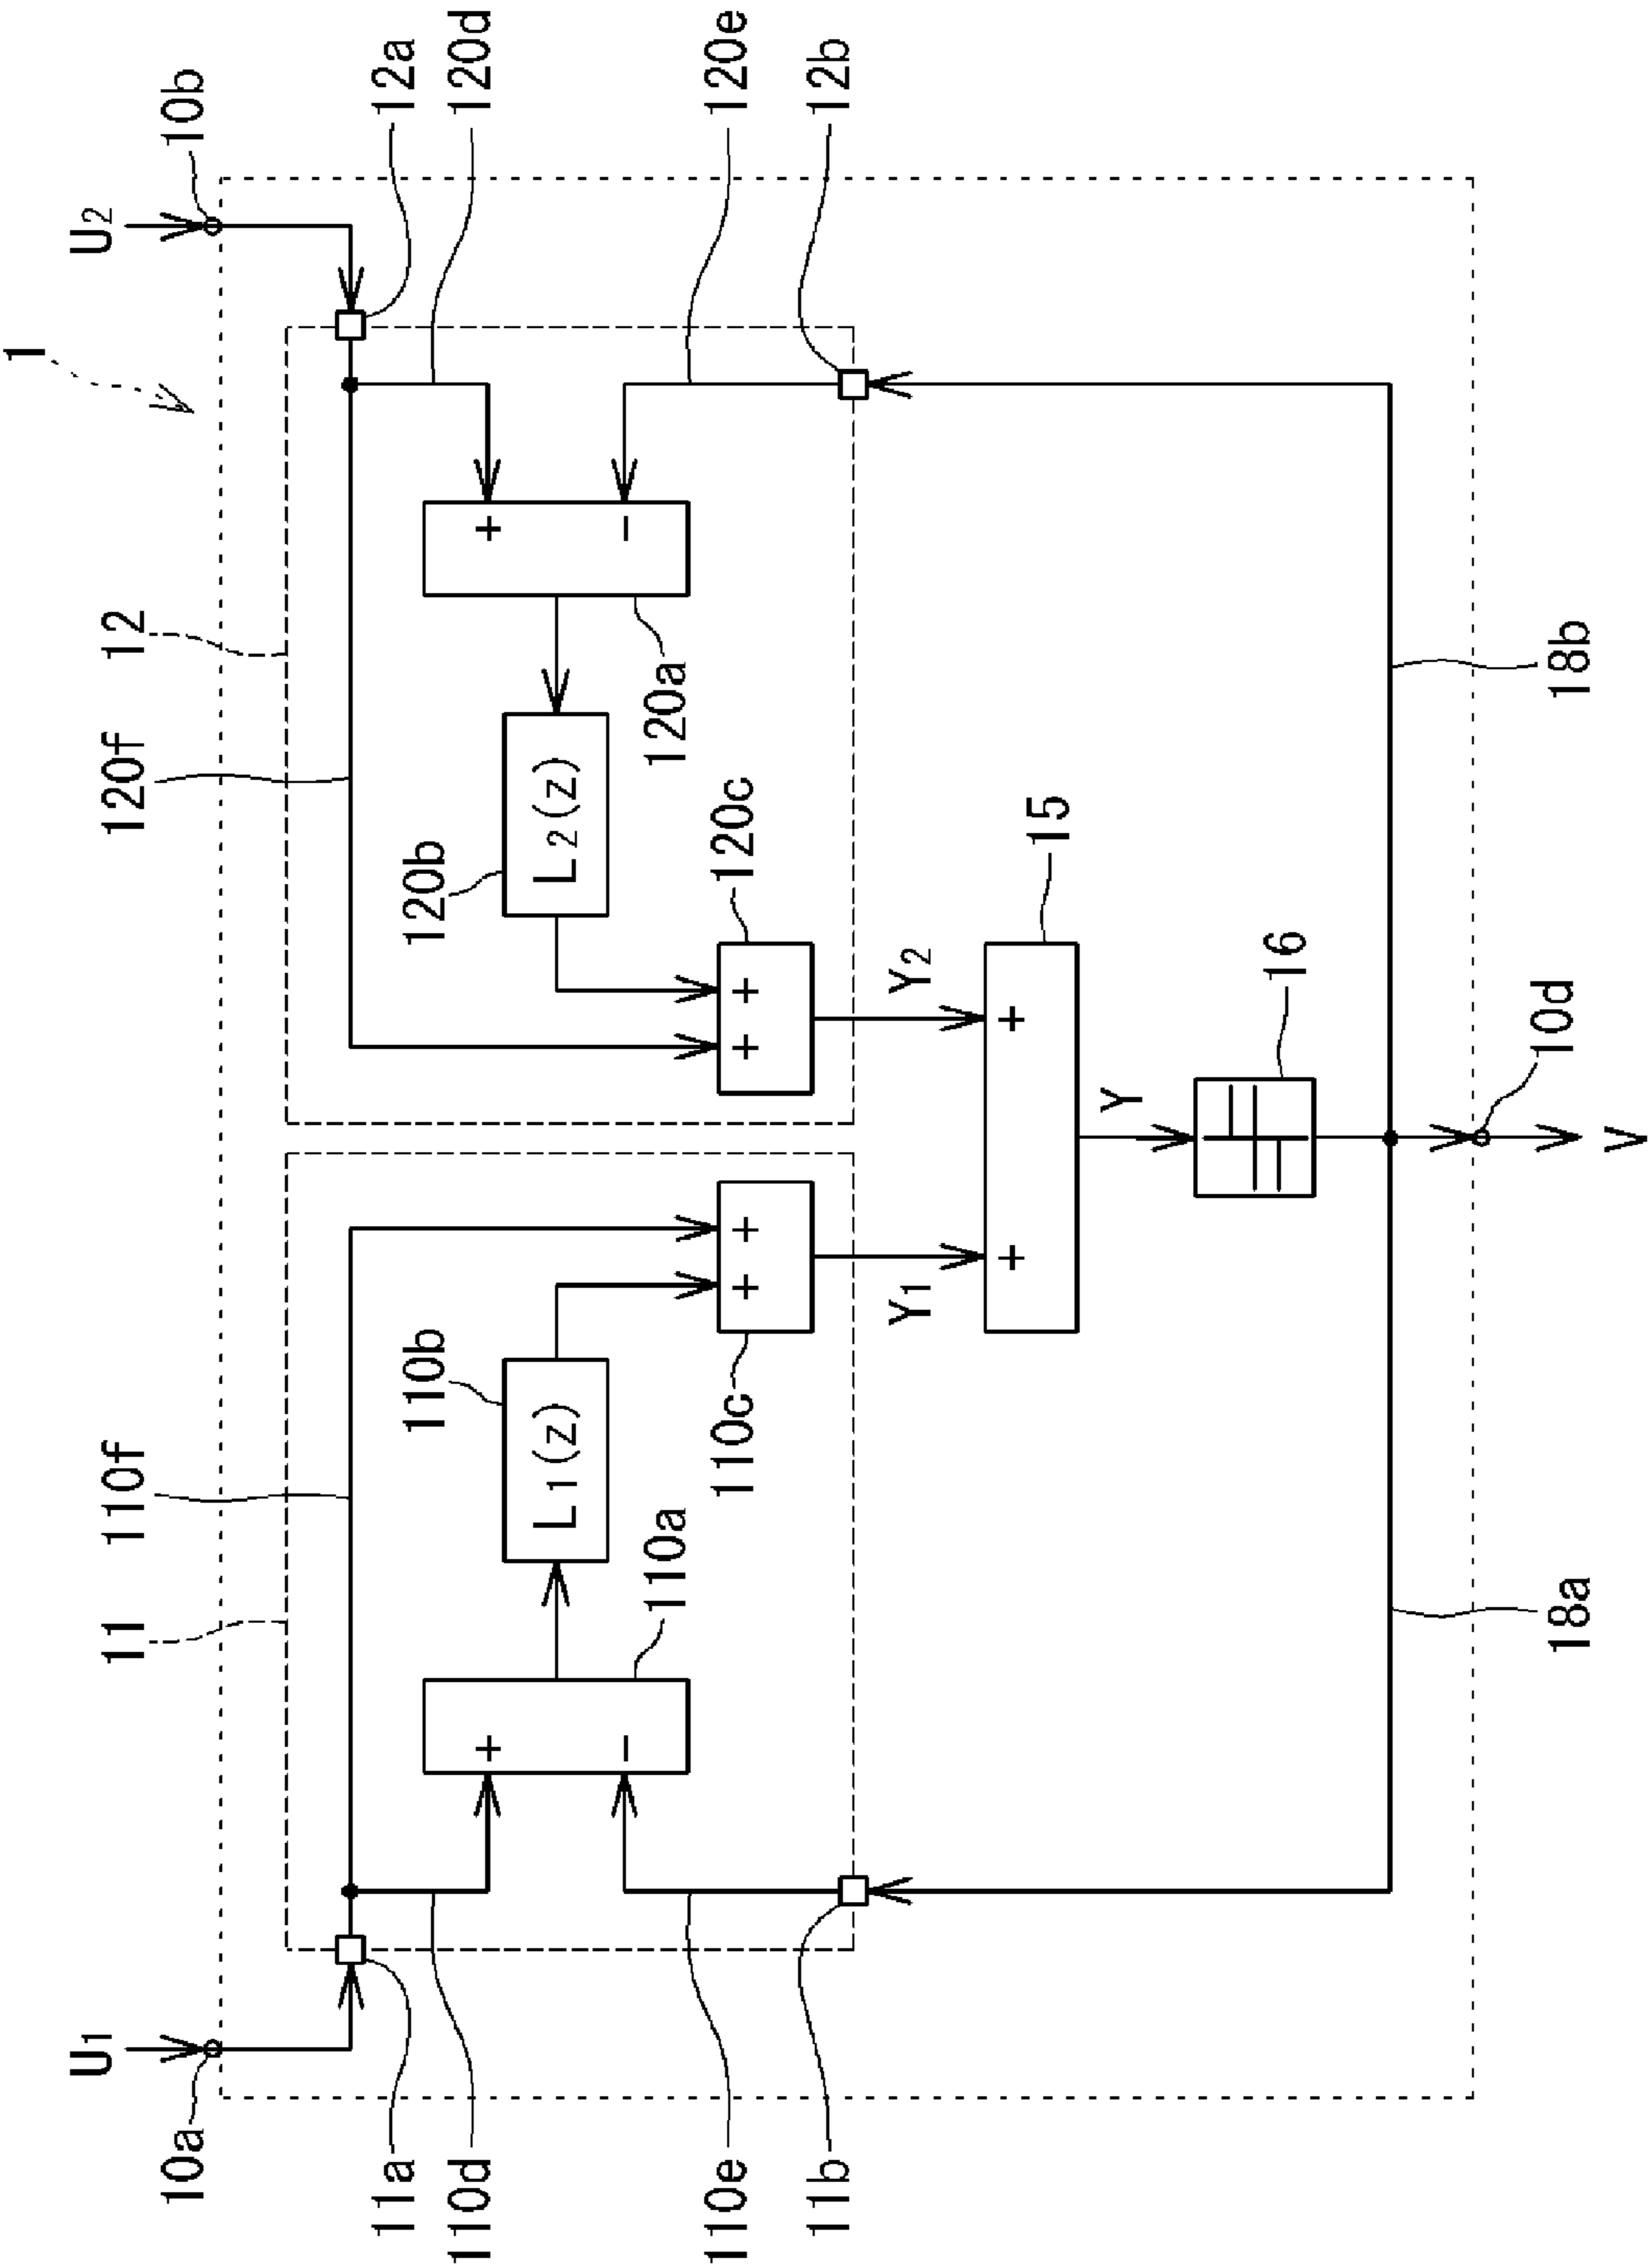 1
U1
U2
10a
10b
11
110f
120f
12
11a
110d
110b
120b
12a
120d
L1(z)
L2(z)
+
−
+
−
110a
120a
110e
110c
120c
120e
+ +
+ +
11b
12b
Y1
Y2
+ +
15
Y
16
18a
10d
18b
V